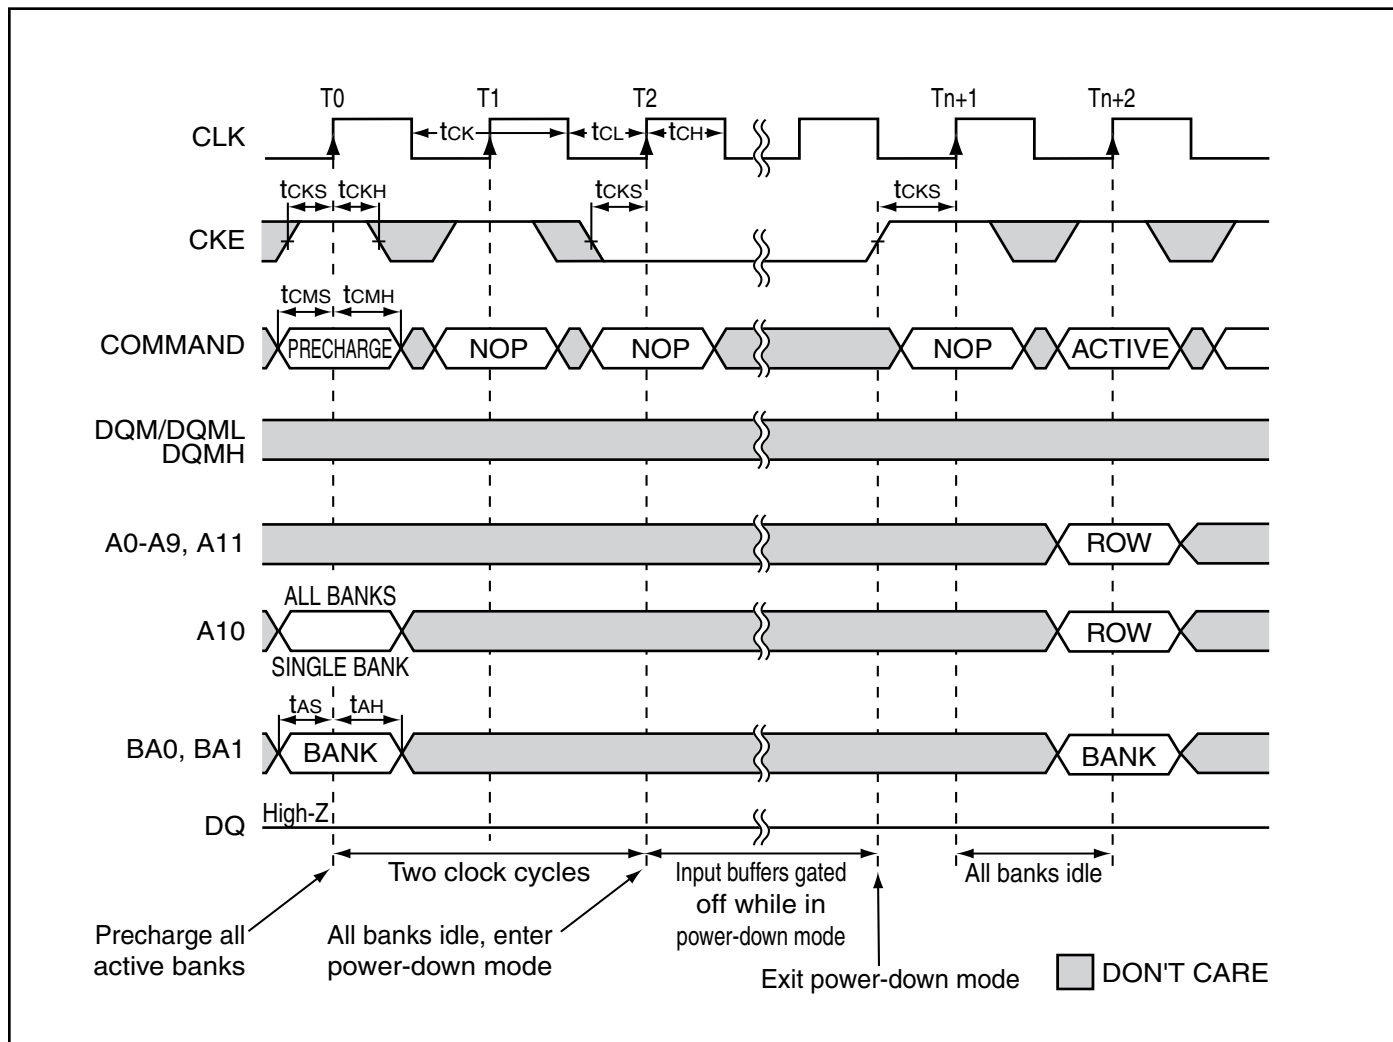 T0 T1 T2 Tn+1 Tn+2
CLK tCK tCL tCH
tCKS tCKH tCKS tCKS
CKE
tCMS tCMH
COMMAND PRECHARGE NOP NOP NOP ACTIVE
DQM/DQML
DQMH
A0-A9, A11 ROW
ALL BANKS
A10 ROW
SINGLE BANK
tAS tAH
BA0, BA1 BANK BANK
High-Z
DQ
Two clock cycles
Input buffers gated
off while in
power-down mode
All banks idle
Precharge all
active banks
All banks idle, enter
power-down mode
Exit power-down mode
DON'T CARE